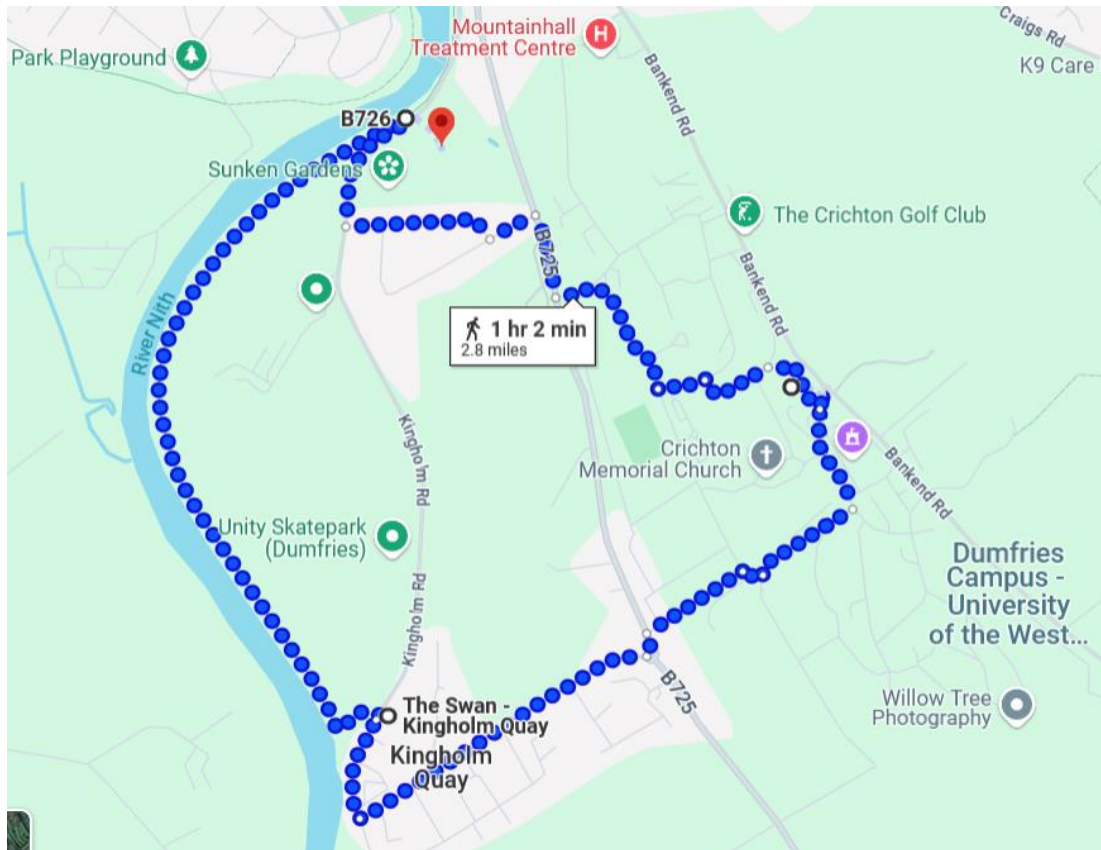 Mountainhall
Treatment Centre
Craigs Rd
K9 Care
Park Playground
Bankend Rd
B726
Sunken Gardens
The Crichton Golf Club
B725
Bankend Rd
River Nith
1 hr 2 min
2.8 miles
Kingholm Rd
Crichton
Memorial Church
Bankend Rd
Unity Skatepark
(Dumfries)
Dumfries
Campus -
University
of the West...
Kingholm Rd
B725
Willow Tree
Photography
The Swan -
Kingholm Quay
Kingholm
Quay